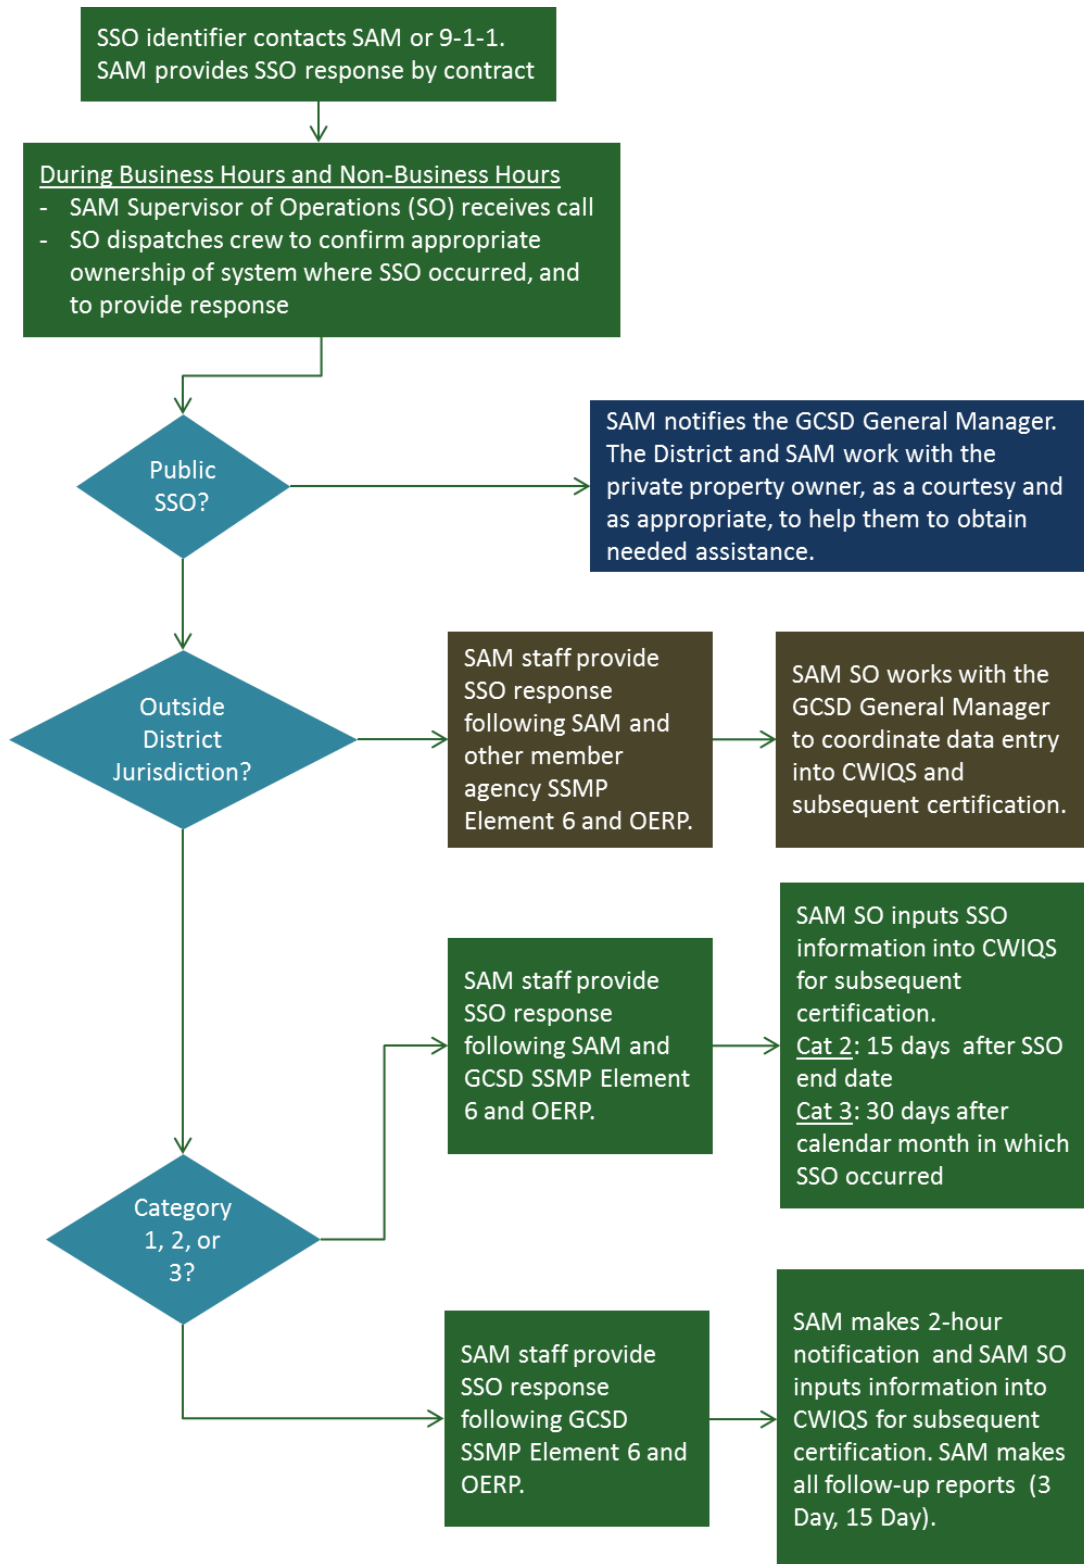 SSO identifier contacts SAM or 9-1-1.
SAM provides SSO response by contract
During Business Hours and Non-Business Hours
- SAM Supervisor of Operations (SO) receives call
- SO dispatches crew to confirm appropriate
ownership of system where SSO occurred, and
to provide response
Public
SSO?
SAM notifies the GCSD General Manager.
The District and SAM work with the
private property owner, as a courtesy and
as appropriate, to help them to obtain
needed assistance.
Outside
District
Jurisdiction?
SAM staff provide
SSO response
following SAM and
other member
agency SSMP
Element 6 and OERP.
SAM SO works with the
GCSD General Manager
to coordinate data entry
into CWIQS and
subsequent certification.
SAM staff provide
SSO response
following SAM and
GCSD SSMP Element
6 and OERP.
SAM SO inputs SSO
information into CWIQS
for subsequent
certification.
Cat 2: 15 days after SSO
end date
Cat 3: 30 days after
calendar month in which
SSO occurred
Category
1, 2, or
3?
SAM staff provide
SSO response
following GCSD
SSMP Element 6 and
OERP.
SAM makes 2-hour
notification and SAM SO
inputs information into
CWIQS for subsequent
certification. SAM makes
all follow-up reports (3
Day, 15 Day).